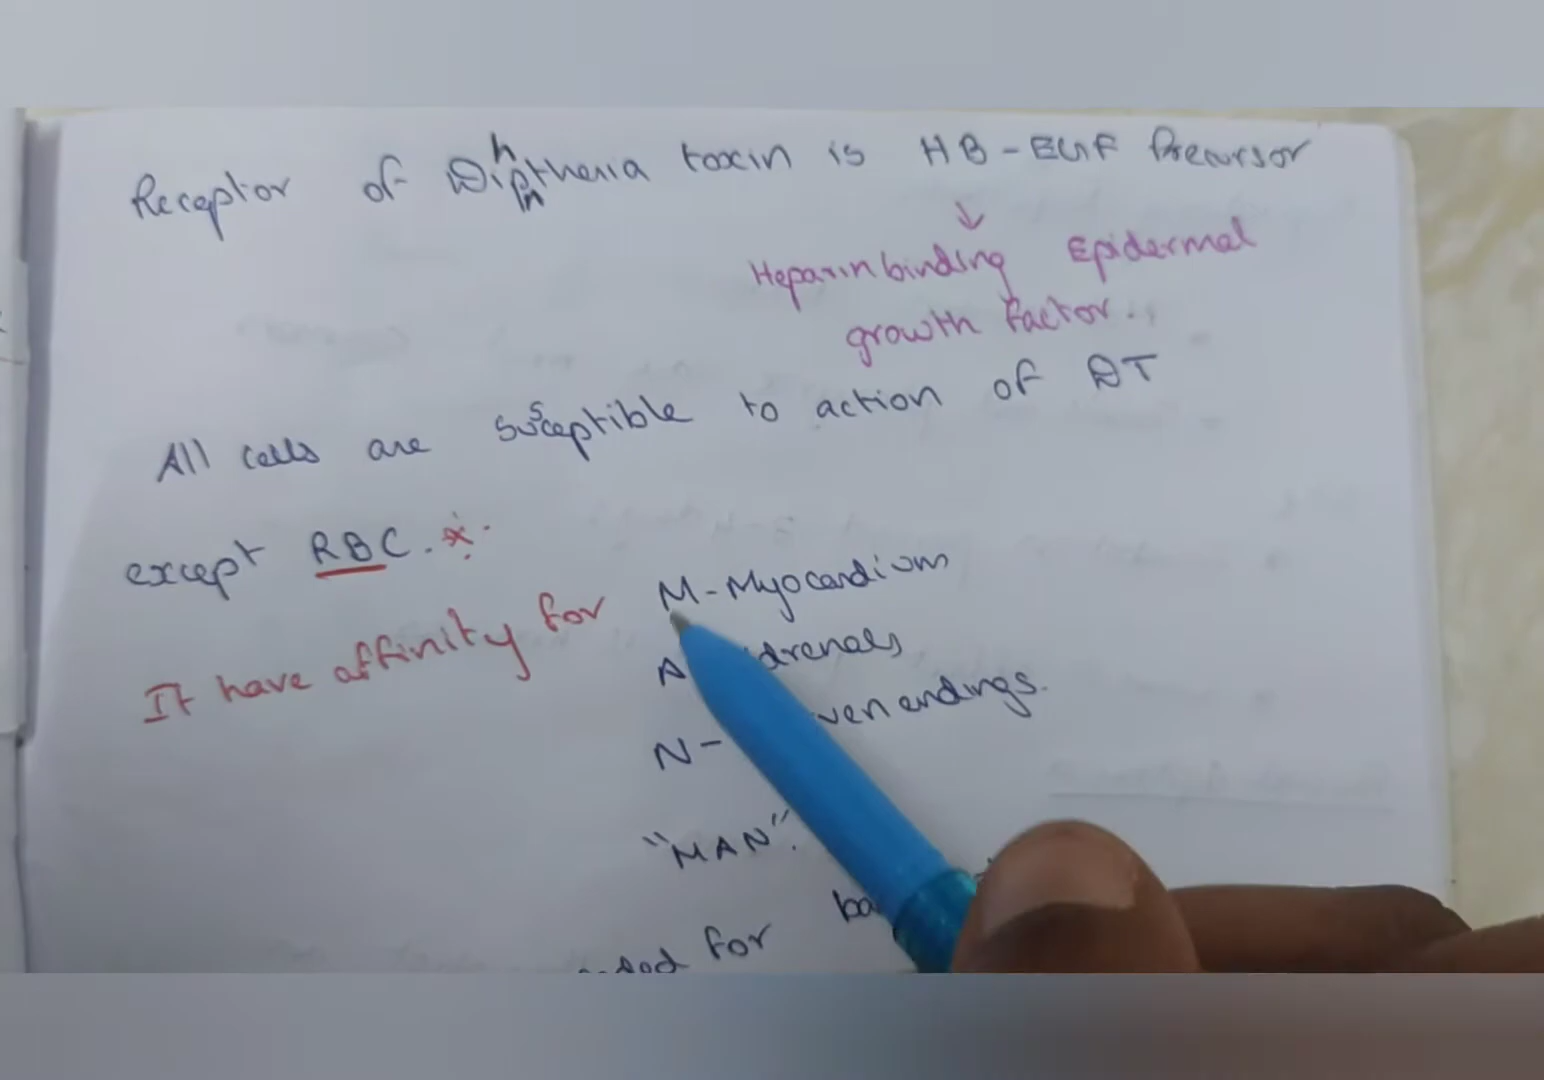 Receptor of Diphtheria toxin is HB-EGF Precursor
↓
Heparin binding Epidermal
growth factor.
All cells are susceptible to action of DT
except RBC.
It have affinity for M-Myocardium
A drenals
N- endings.
"MAN".
for